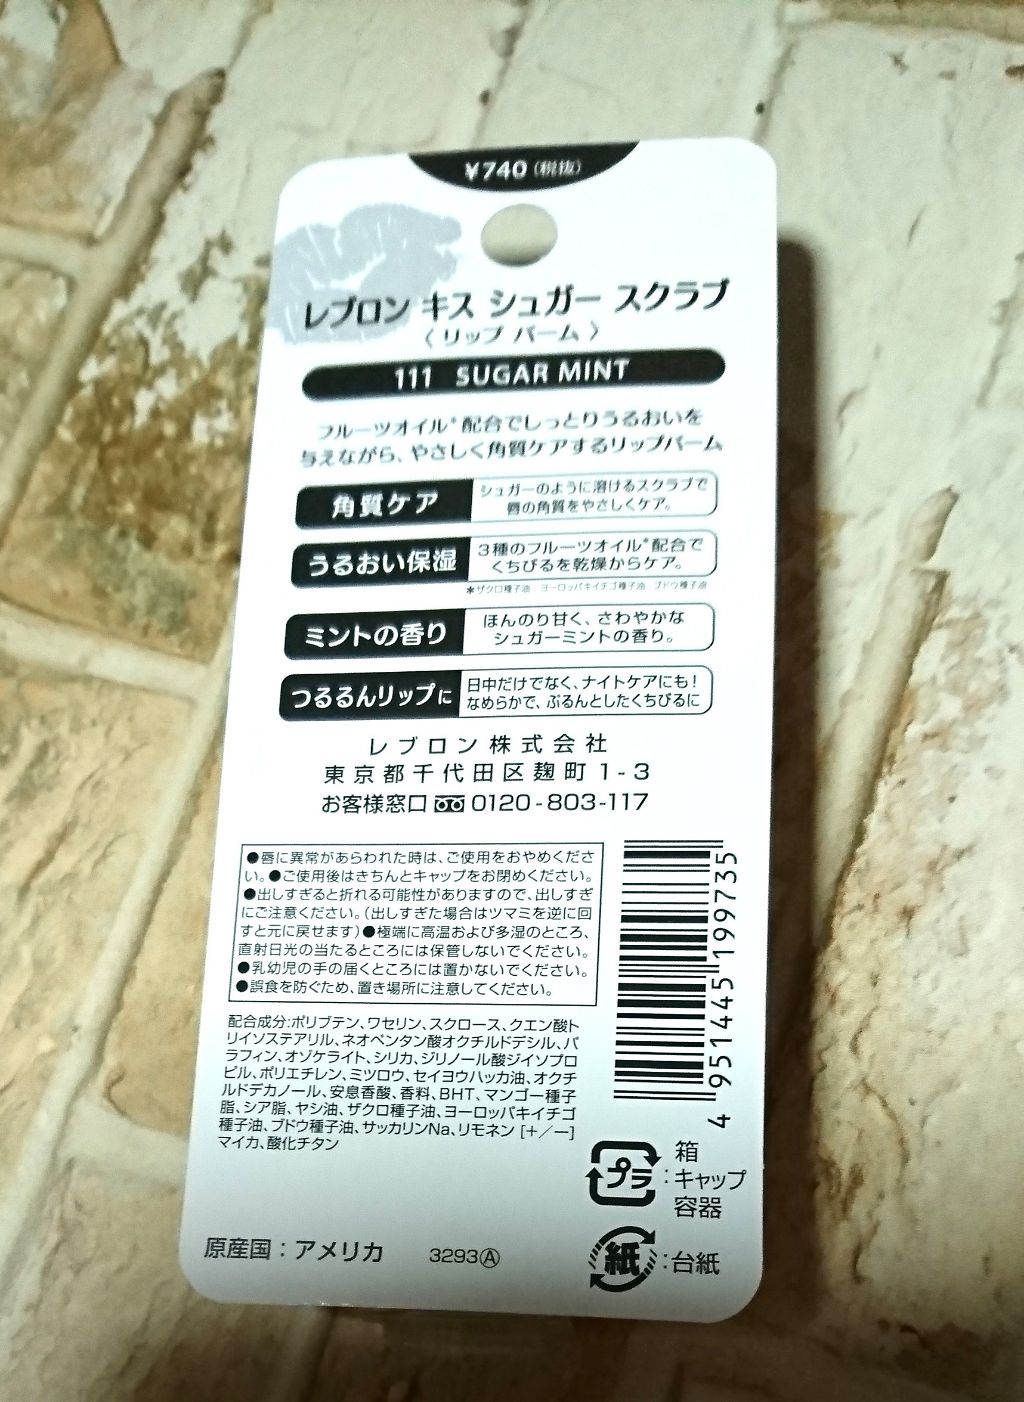 ¥740(税抜)
レブロン キス シュガー スクラブ
〈リップ バーム〉
111 SUGAR MINT
フルーツオイル*配合でしっとりうるおいを
与えながら、やさしく角質ケアするリップバーム
角質ケア
シュガーのように溶けるスクラブで
唇の角質をやさしくケア。
うるおい保湿
3種のフルーツオイル*配合で
くちびるを乾燥からケア。
*ザクロ種子油 ヨーロッパキイチゴ種子油 ブドウ種子油
ミントの香り
ほんのり甘く、さわやかな
シュガーミントの香り。
つるるんリップに
日中だけでなく、ナイトケアにも!
なめらかで、ぷるんとしたくちびるに
レブロン株式会社
東京都千代田区麹町1-3
お客様窓口 0120-803-117
●唇に異常があらわれた時は、ご使用をおやめくださ
い。●ご使用後はきちんとキャップをお閉めください。
●出しすぎると折れる可能性がありますので、出しすぎ
にご注意ください。(出しすぎた場合はツマミを逆に回
すと元に戻せます)●極端に高温および多湿のところ、
直射日光の当たるところには保管しないでください。
●乳幼児の手の届くところには置かないでください。
●誤食を防ぐため、置き場所に注意してください。
配合成分:ポリブテン、ワセリン、スクロース、クエン酸ト
リイソステアリル、ネオペンタン酸オクチルドデシル、パ
ラフィン、オゾケライト、シリカ、ジリノール酸ジイソプロ
ピル、ポリエチレン、ミツロウ、セイヨウハッカ油、オクチ
ルドデカノール、安息香酸、香料、BHT、マンゴー種子
脂、シア脂、ヤシ油、ザクロ種子油、ヨーロッパキイチゴ
種子油、ブドウ種子油、サッカリンNa、リモネン [+/ー]
マイカ、酸化チタン
4 951445 199735
プラ
:
箱
キャップ
容器
紙
:台紙
原産国:アメリカ 3293Ⓐ